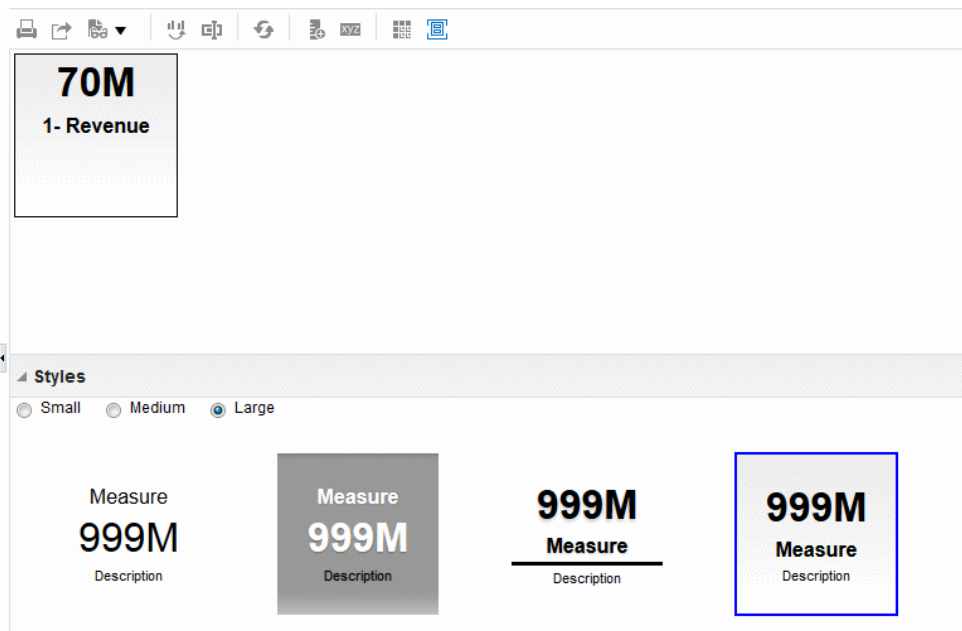 xyz
70M
1- Revenue
Styles
Small Medium Large
Measure
999M
Description
Measure
999M
Description
999M
Measure
Description
999M
Measure
Description